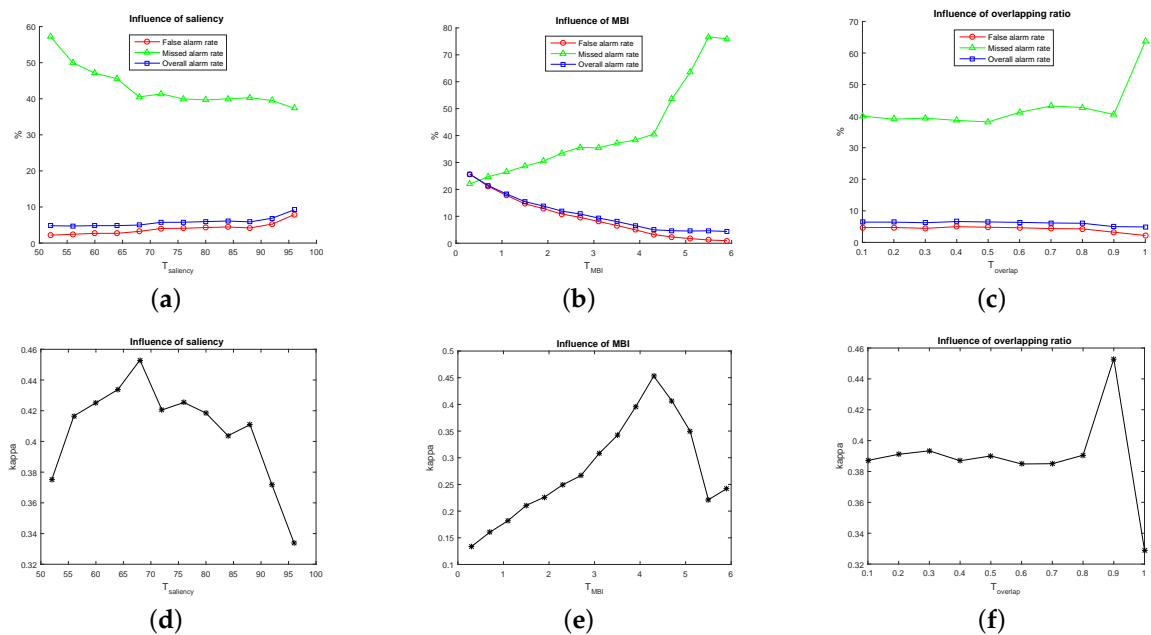 Influence of saliency
60
50
40
30
20
10
0
%
False alarm rate
Missed alarm rate
Overall alarm rate
50 55 60 65 70 75 80 85 90 95 100
T_saliency
(a)
Influence of MBI
80
70
60
50
40
30
20
10
0
%
False alarm rate
Missed alarm rate
Overall alarm rate
0 1 2 3 4 5 6
T_MBI
(b)
Influence of overlapping ratio
70
60
50
40
30
20
10
0
%
False alarm rate
Missed alarm rate
Overall alarm rate
0.1 0.2 0.3 0.4 0.5 0.6 0.7 0.8 0.9 1
T_overlap
(c)
Influence of saliency
0.46
0.44
0.42
0.4
0.38
0.36
0.34
0.32
kappa
50 55 60 65 70 75 80 85 90 95 100
T_saliency
(d)
Influence of MBI
0.5
0.45
0.4
0.35
0.3
0.25
0.2
0.15
0.1
kappa
0 1 2 3 4 5 6
T_MBI
(e)
Influence of overlapping ratio
0.46
0.44
0.42
0.4
0.38
0.36
0.34
0.32
kappa
0.1 0.2 0.3 0.4 0.5 0.6 0.7 0.8 0.9 1
T_overlap
(f)